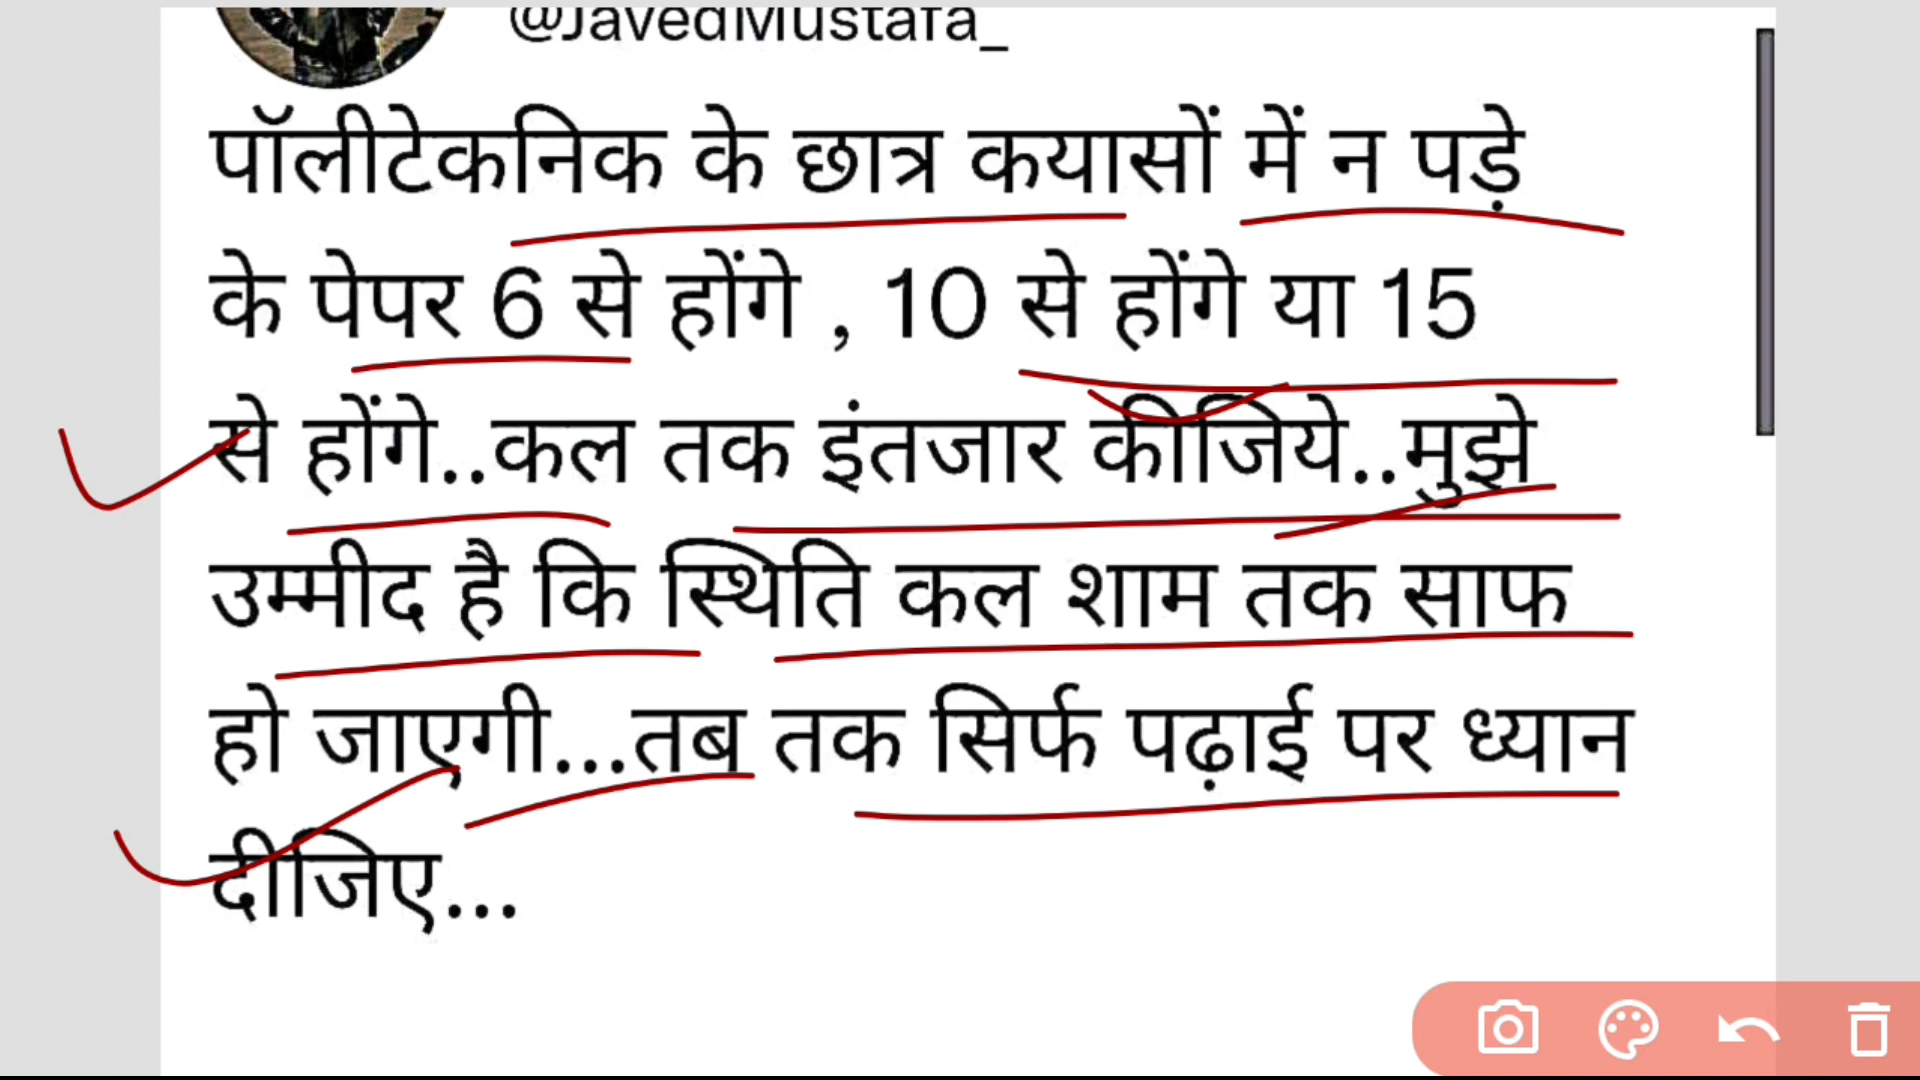 @JavedMustafa_
पॉलीटेकनिक के छात्र कयासों में न पड़े
के पेपर 6 से होंगे , 10 से होंगे या 15
से होंगे..कल तक इंतजार कीजिये..मुझे
उम्मीद है कि स्थिति कल शाम तक साफ
हो जाएगी...तब तक सिर्फ पढ़ाई पर ध्यान
दीजिए...